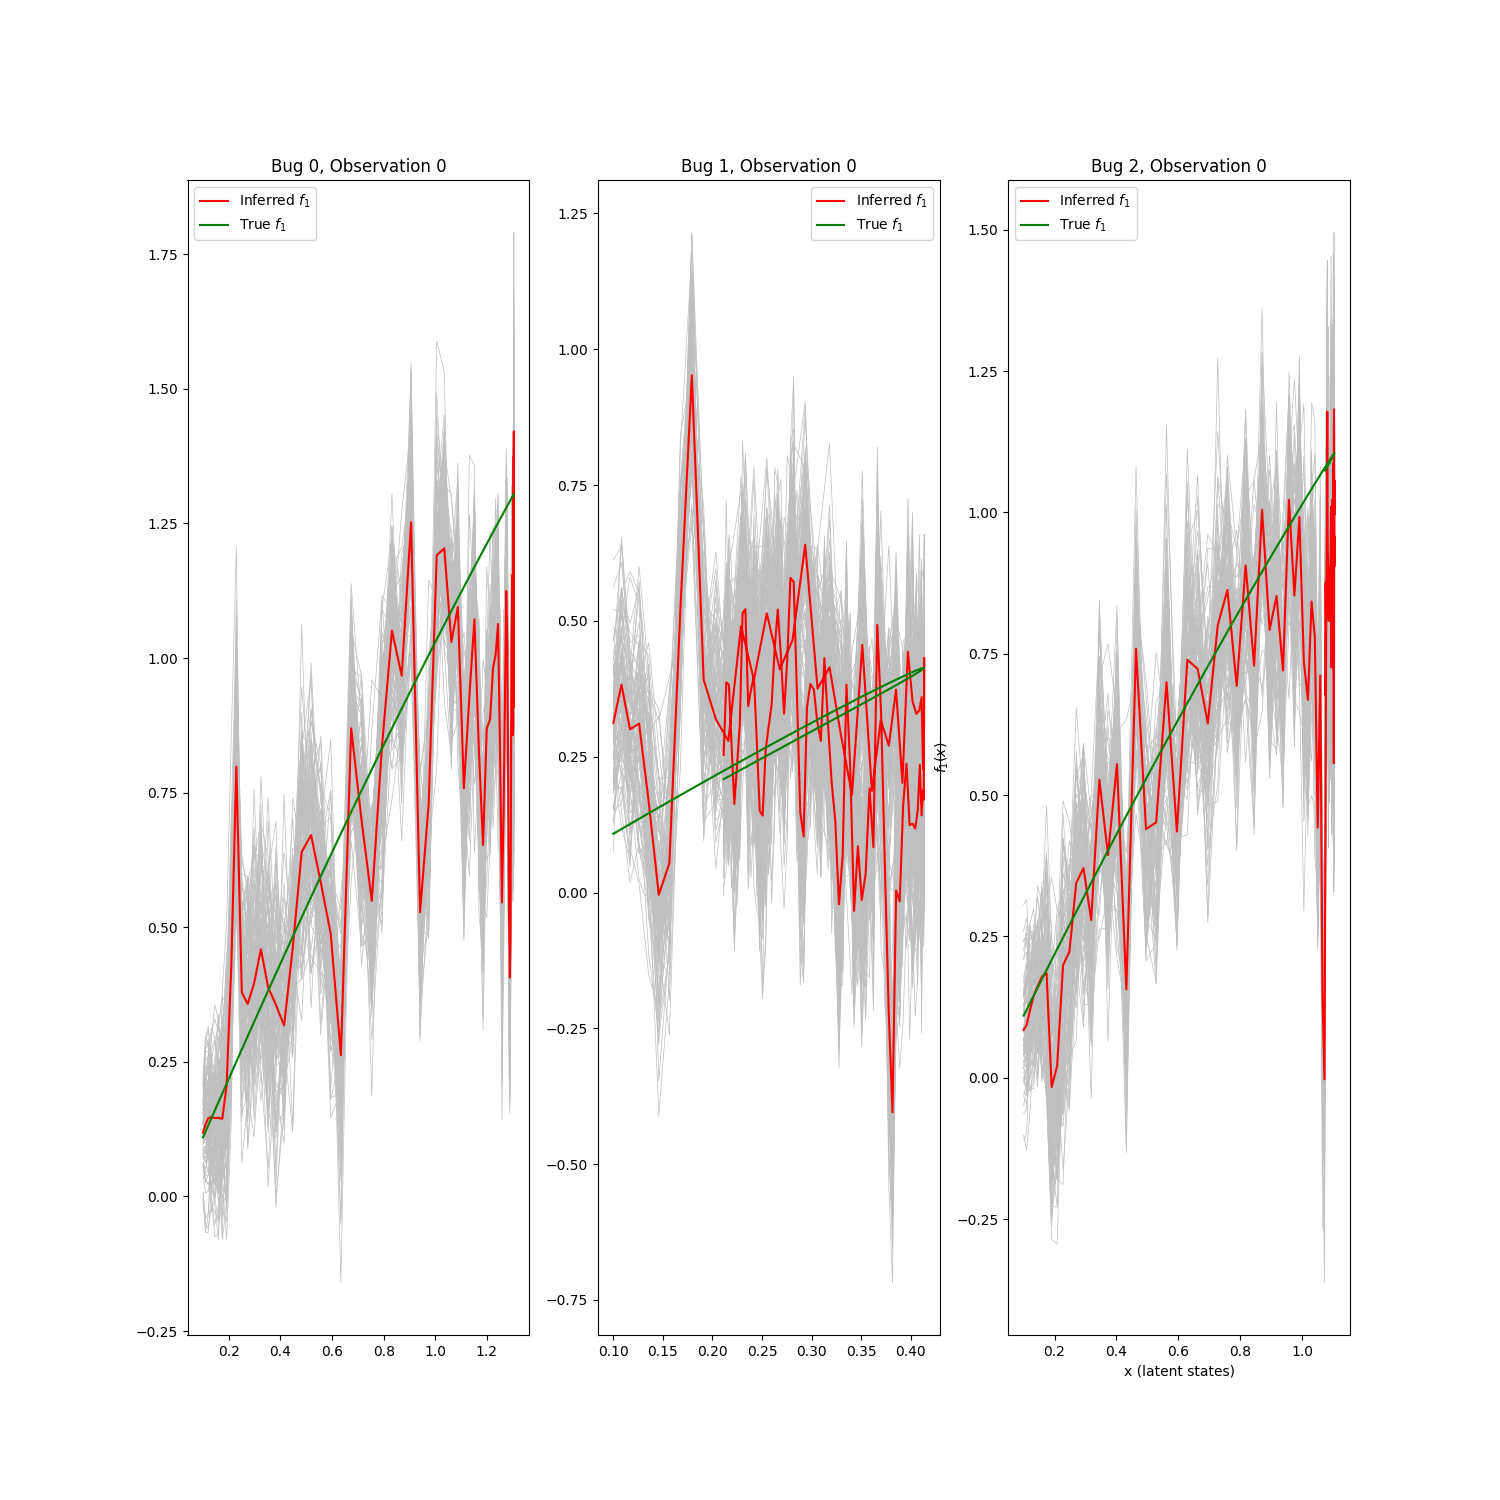 Bug 0, Observation 0
Inferred f₁
True f₁
1.75
1.50
1.25
1.00
0.75
0.50
0.25
0.00
−0.25
0.2 0.4 0.6 0.8 1.0 1.2
Bug 1, Observation 0
Inferred f₁
True f₁
1.25
1.00
0.75
0.50
0.25
0.00
−0.25
−0.50
−0.75
0.10 0.15 0.20 0.25 0.30 0.35 0.40
Bug 2, Observation 0
Inferred f₁
True f₁
f₁(x)
1.50
1.25
1.00
0.75
0.50
0.25
0.00
−0.25
0.2 0.4 0.6 0.8 1.0
x (latent states)